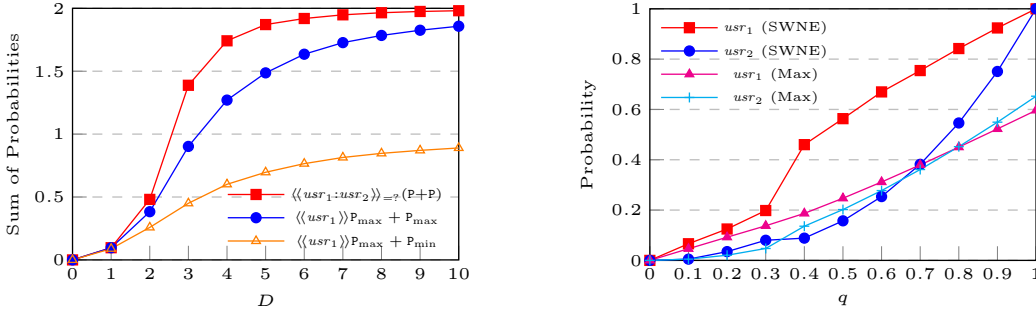 Sum of Probabilities
2
1.5
1
0.5
0
0 1 2 3 4 5 6 7 8 9 10
D
⟨⟨usr₁:usr₂⟩⟩₌?(P+P)
⟨⟨usr₁⟩⟩Pmax + Pmax
⟨⟨usr₁⟩⟩Pmax + Pmin
Probability
1
0.8
0.6
0.4
0.2
0
0 0.1 0.2 0.3 0.4 0.5 0.6 0.7 0.8 0.9 1
q
usr₁ (SWNE)
usr₂ (SWNE)
usr₁ (Max)
usr₂ (Max)